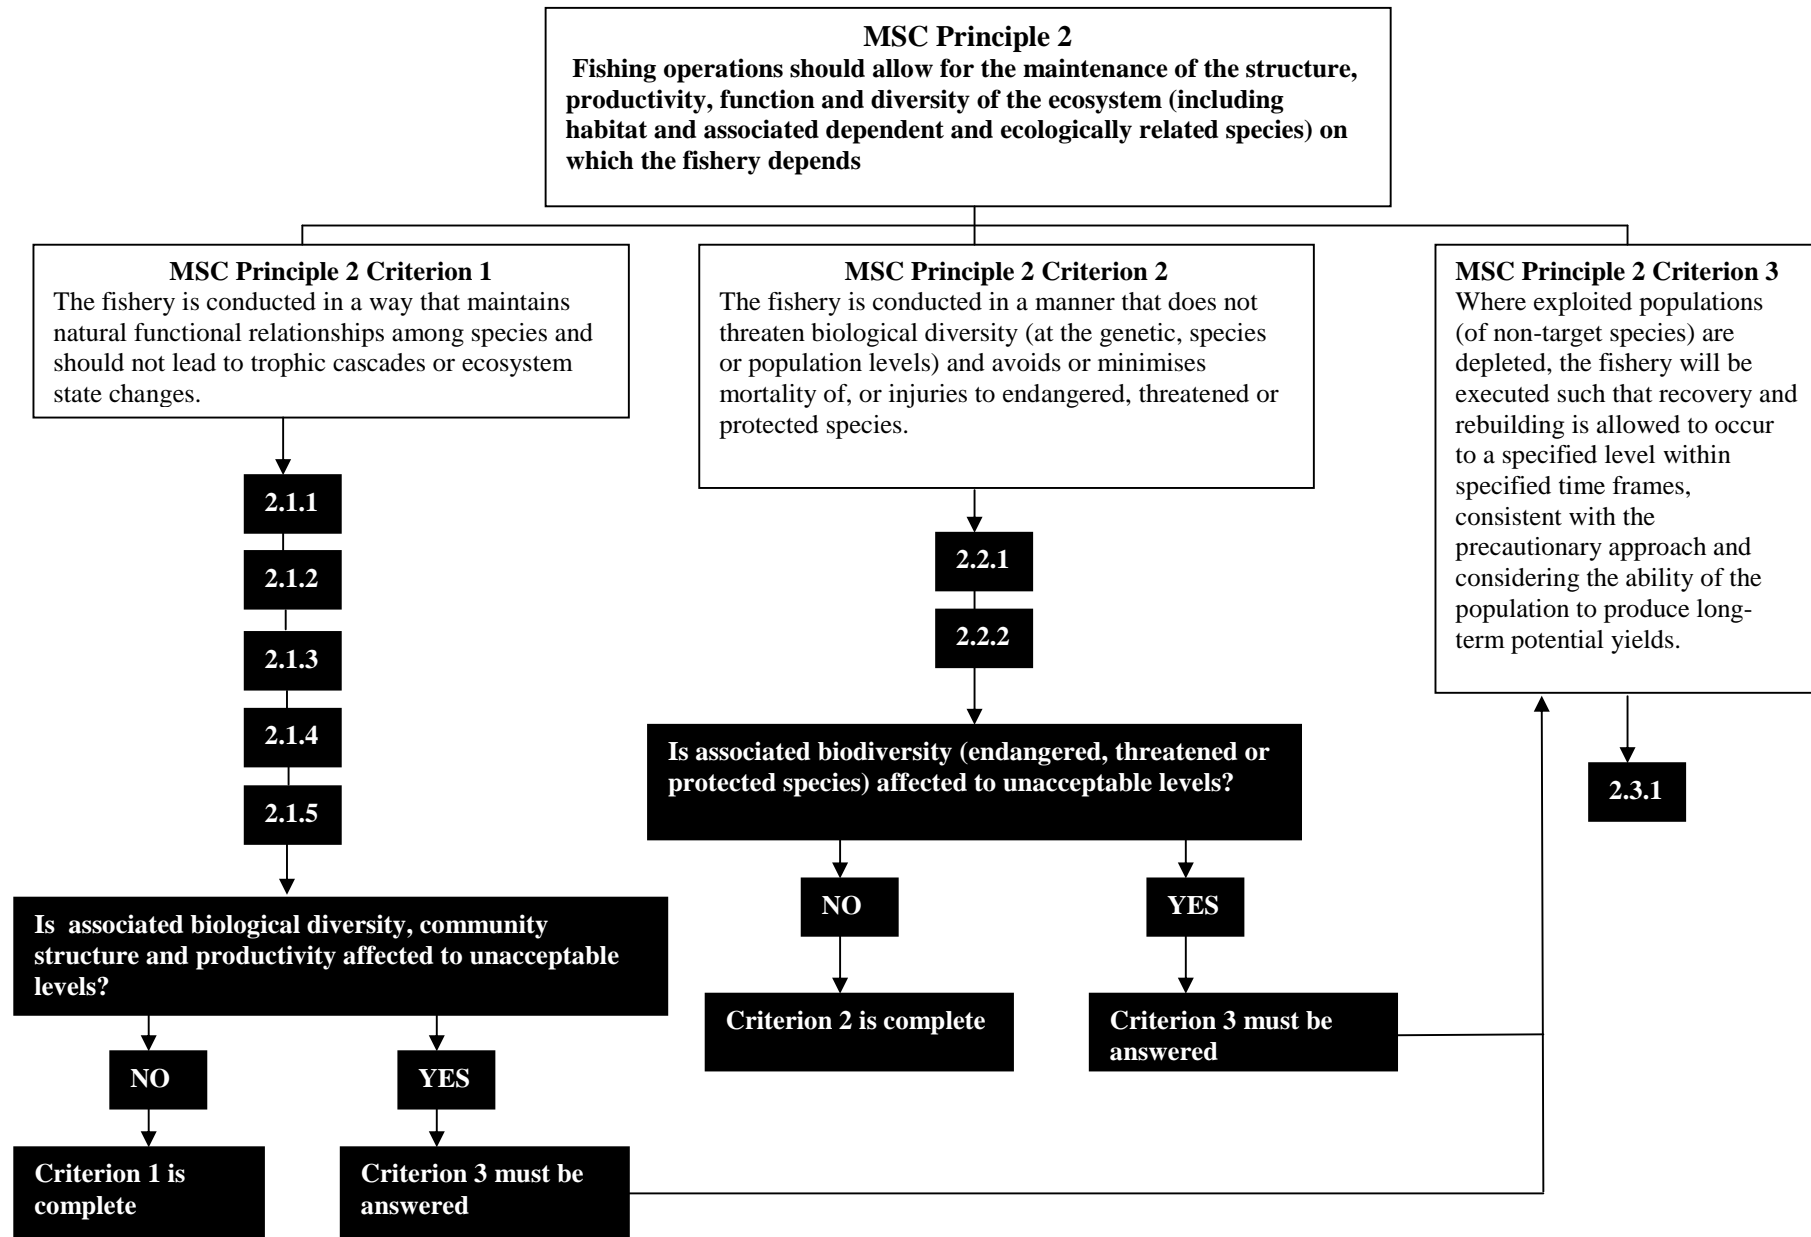 MSC Principle 2
Fishing operations should allow for the maintenance of the structure,
productivity, function and diversity of the ecosystem (including
habitat and associated dependent and ecologically related species) on
which the fishery depends
MSC Principle 2 Criterion 1
The fishery is conducted in a way that maintains
natural functional relationships among species and
should not lead to trophic cascades or ecosystem
state changes.
2.1.1
2.1.2
2.1.3
2.1.4
2.1.5
Is associated biological diversity, community
structure and productivity affected to unacceptable
levels?
NO
YES
Criterion 1 is
complete
Criterion 3 must be
answered
MSC Principle 2 Criterion 2
The fishery is conducted in a manner that does not
threaten biological diversity (at the genetic, species
or population levels) and avoids or minimises
mortality of, or injuries to endangered, threatened or
protected species.
2.2.1
2.2.2
Is associated biodiversity (endangered, threatened or
protected species) affected to unacceptable levels?
NO
YES
Criterion 2 is complete
Criterion 3 must be
answered
MSC Principle 2 Criterion 3
Where exploited populations
(of non-target species) are
depleted, the fishery will be
executed such that recovery and
rebuilding is allowed to occur
to a specified level within
specified time frames,
consistent with the
precautionary approach and
considering the ability of the
population to produce long-
term potential yields.
2.3.1